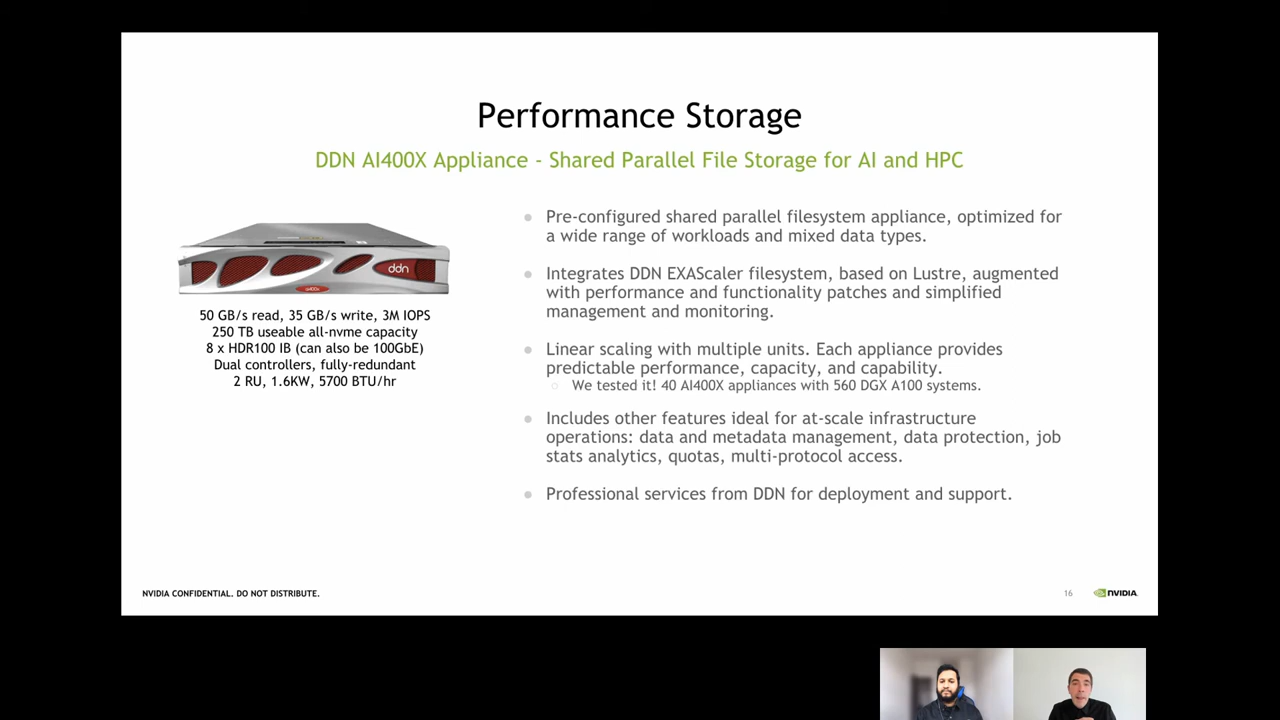 Performance Storage
DDN AI400X Appliance - Shared Parallel File Storage for AI and HPC
ddn
ai400x
50 GB/s read, 35 GB/s write, 3M IOPS
250 TB useable all-nvme capacity
8 x HDR100 IB (can also be 100GbE)
Dual controllers, fully-redundant
2 RU, 1.6KW, 5700 BTU/hr
Pre-configured shared parallel filesystem appliance, optimized for
a wide range of workloads and mixed data types.
Integrates DDN EXAScaler filesystem, based on Lustre, augmented
with performance and functionality patches and simplified
management and monitoring.
Linear scaling with multiple units. Each appliance provides
predictable performance, capacity, and capability.
We tested it! 40 AI400X appliances with 560 DGX A100 systems.
Includes other features ideal for at-scale infrastructure
operations: data and metadata management, data protection, job
stats analytics, quotas, multi-protocol access.
Professional services from DDN for deployment and support.
NVIDIA CONFIDENTIAL. DO NOT DISTRIBUTE.
16
NVIDIA